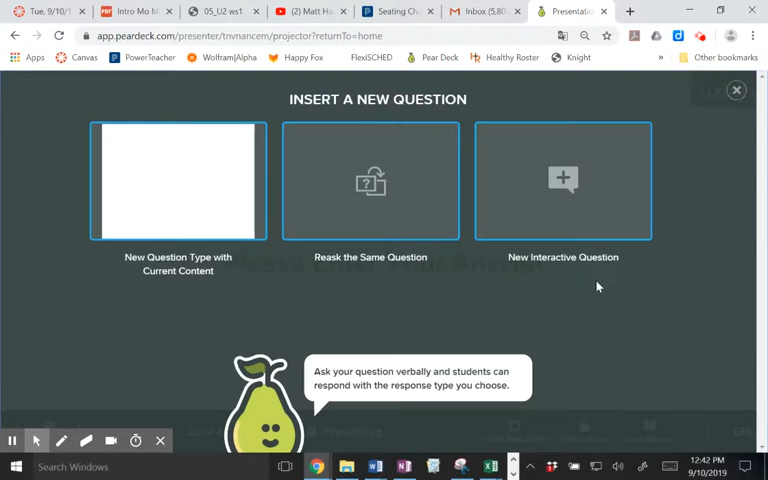 Tue, 9/10/1
Intro Mo M
05_U2 ws1
(2) Matt Ha
Seating Ch
Inbox (5,80
Presentatio
app.peardeck.com/presenter/tnvnancem/projector?returnTo=home
Apps Canvas PowerTeacher Wolfram|Alpha Happy Fox FlexiSCHED Pear Deck Healthy Roster Knight » Other bookmarks
INSERT A NEW QUESTION
New Question Type with
Current Content
Reask the Same Question
New Interactive Question
Please Enter Your Answer
Ask your question verbally and students can
respond with the response type you choose.
Search Windows
12:42 PM
9/10/2019